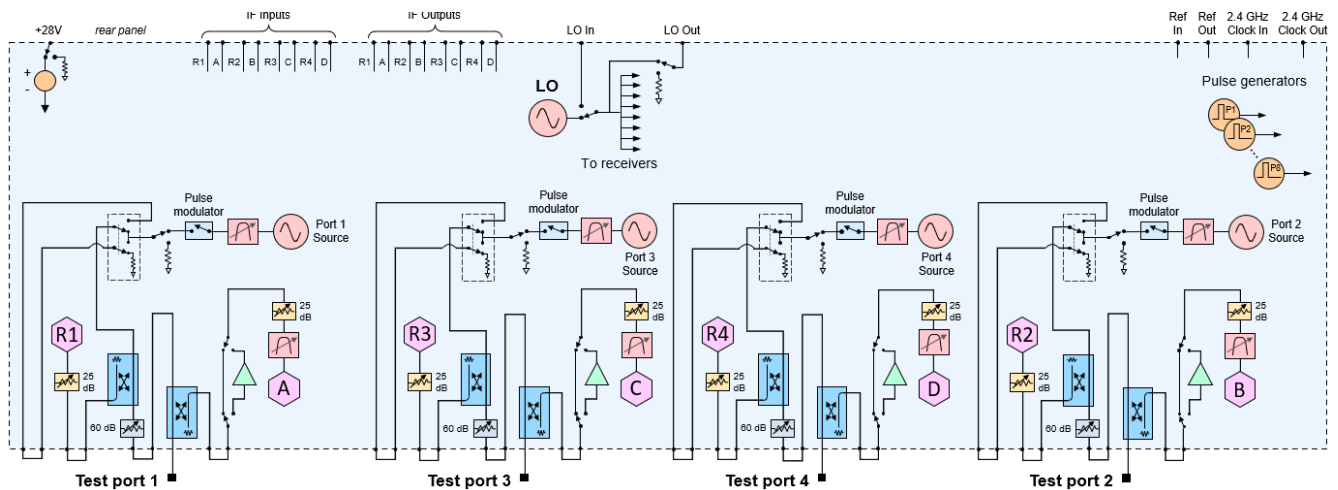 IF Inputs
IF Outputs
+28V
rear panel
LO In
LO Out
Ref
In
Ref
Out
2.4 GHz
Clock In
2.4 GHz
Clock Out
R1 A R2 B R3 C R4 D
R1 A R2 B R3 C R4 D
+
-
LO
To receivers
Pulse generators
P1
P2
P8
Pulse
modulator
Port 1
Source
Pulse
modulator
Port 3
Source
Pulse
modulator
Port 4
Source
Pulse
modulator
Port 2
Source
R1
25
dB
60 dB
25
dB
A
R3
25
dB
60 dB
25
dB
C
R4
25
dB
60 dB
25
dB
D
R2
25
dB
60 dB
25
dB
B
Test port 1
Test port 3
Test port 4
Test port 2